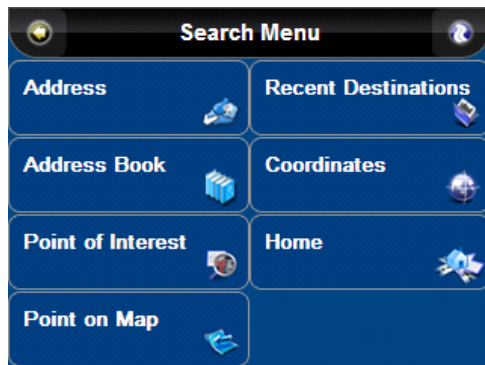 Search Menu
Address
Recent Destinations
Address Book
Coordinates
Point of Interest
Home
Point on Map